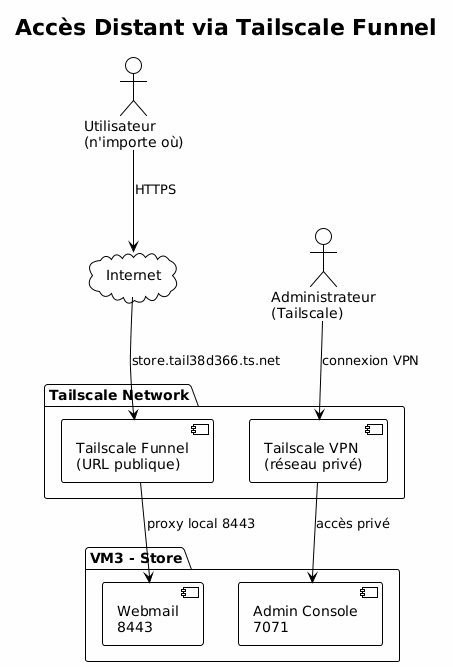 Accès Distant via Tailscale Funnel
Utilisateur
(n'importe où)
HTTPS
Internet
Administrateur
(Tailscale)
store.tail38d366.ts.net
connexion VPN
Tailscale Network
Tailscale Funnel
(URL publique)
Tailscale VPN
(réseau privé)
proxy local 8443
accès privé
VM3 - Store
Webmail
8443
Admin Console
7071